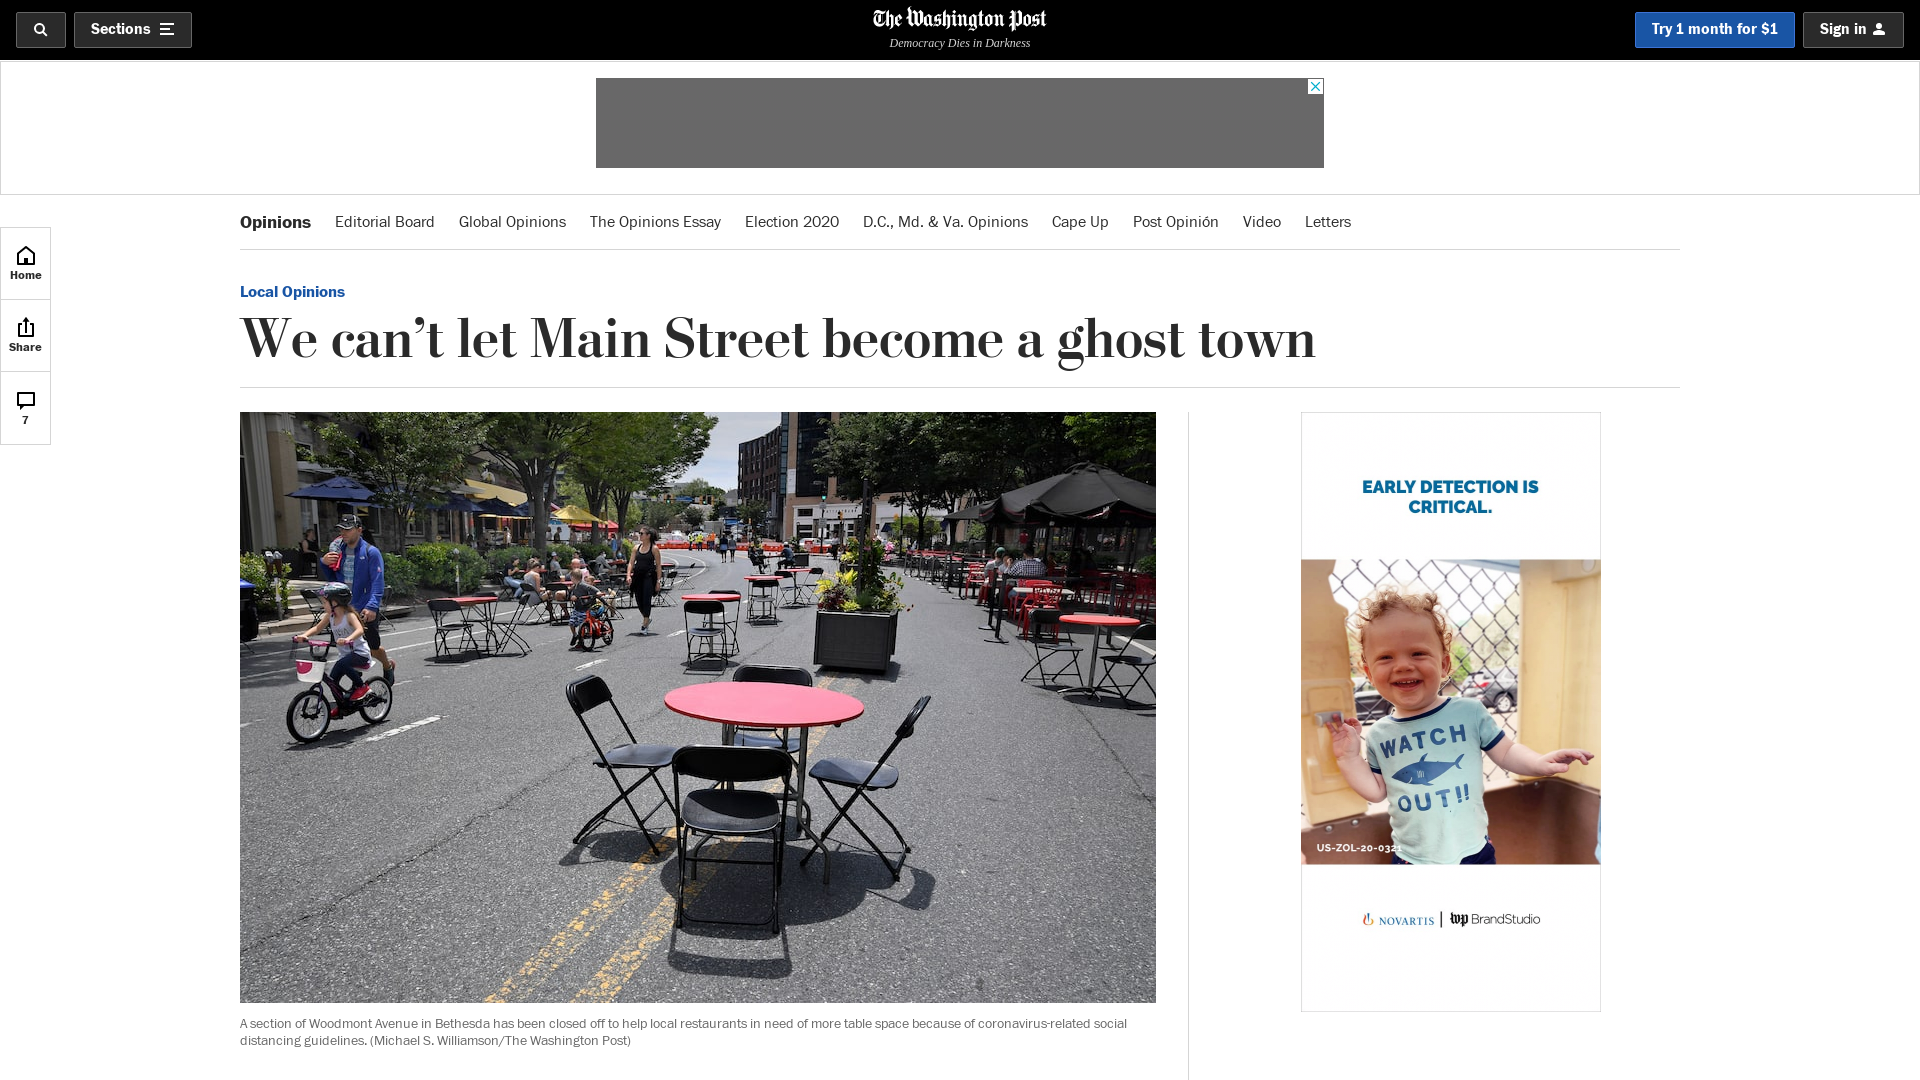 Sections
The Washington Post
Democracy Dies in Darkness
Try 1 month for $1
Sign in
Opinions
Editorial Board
Global Opinions
The Opinions Essay
Election 2020
D.C., Md. & Va. Opinions
Cape Up
Post Opinión
Video
Letters
Home
Share
7
Local Opinions
We can’t let Main Street become a ghost town
EARLY DETECTION IS
CRITICAL.
WATCH
OUT!!
US-ZOL-20-0321
NOVARTIS | wp BrandStudio
A section of Woodmont Avenue in Bethesda has been closed off to help local restaurants in need of more table space because of coronavirus-related social
distancing guidelines. (Michael S. Williamson/The Washington Post)